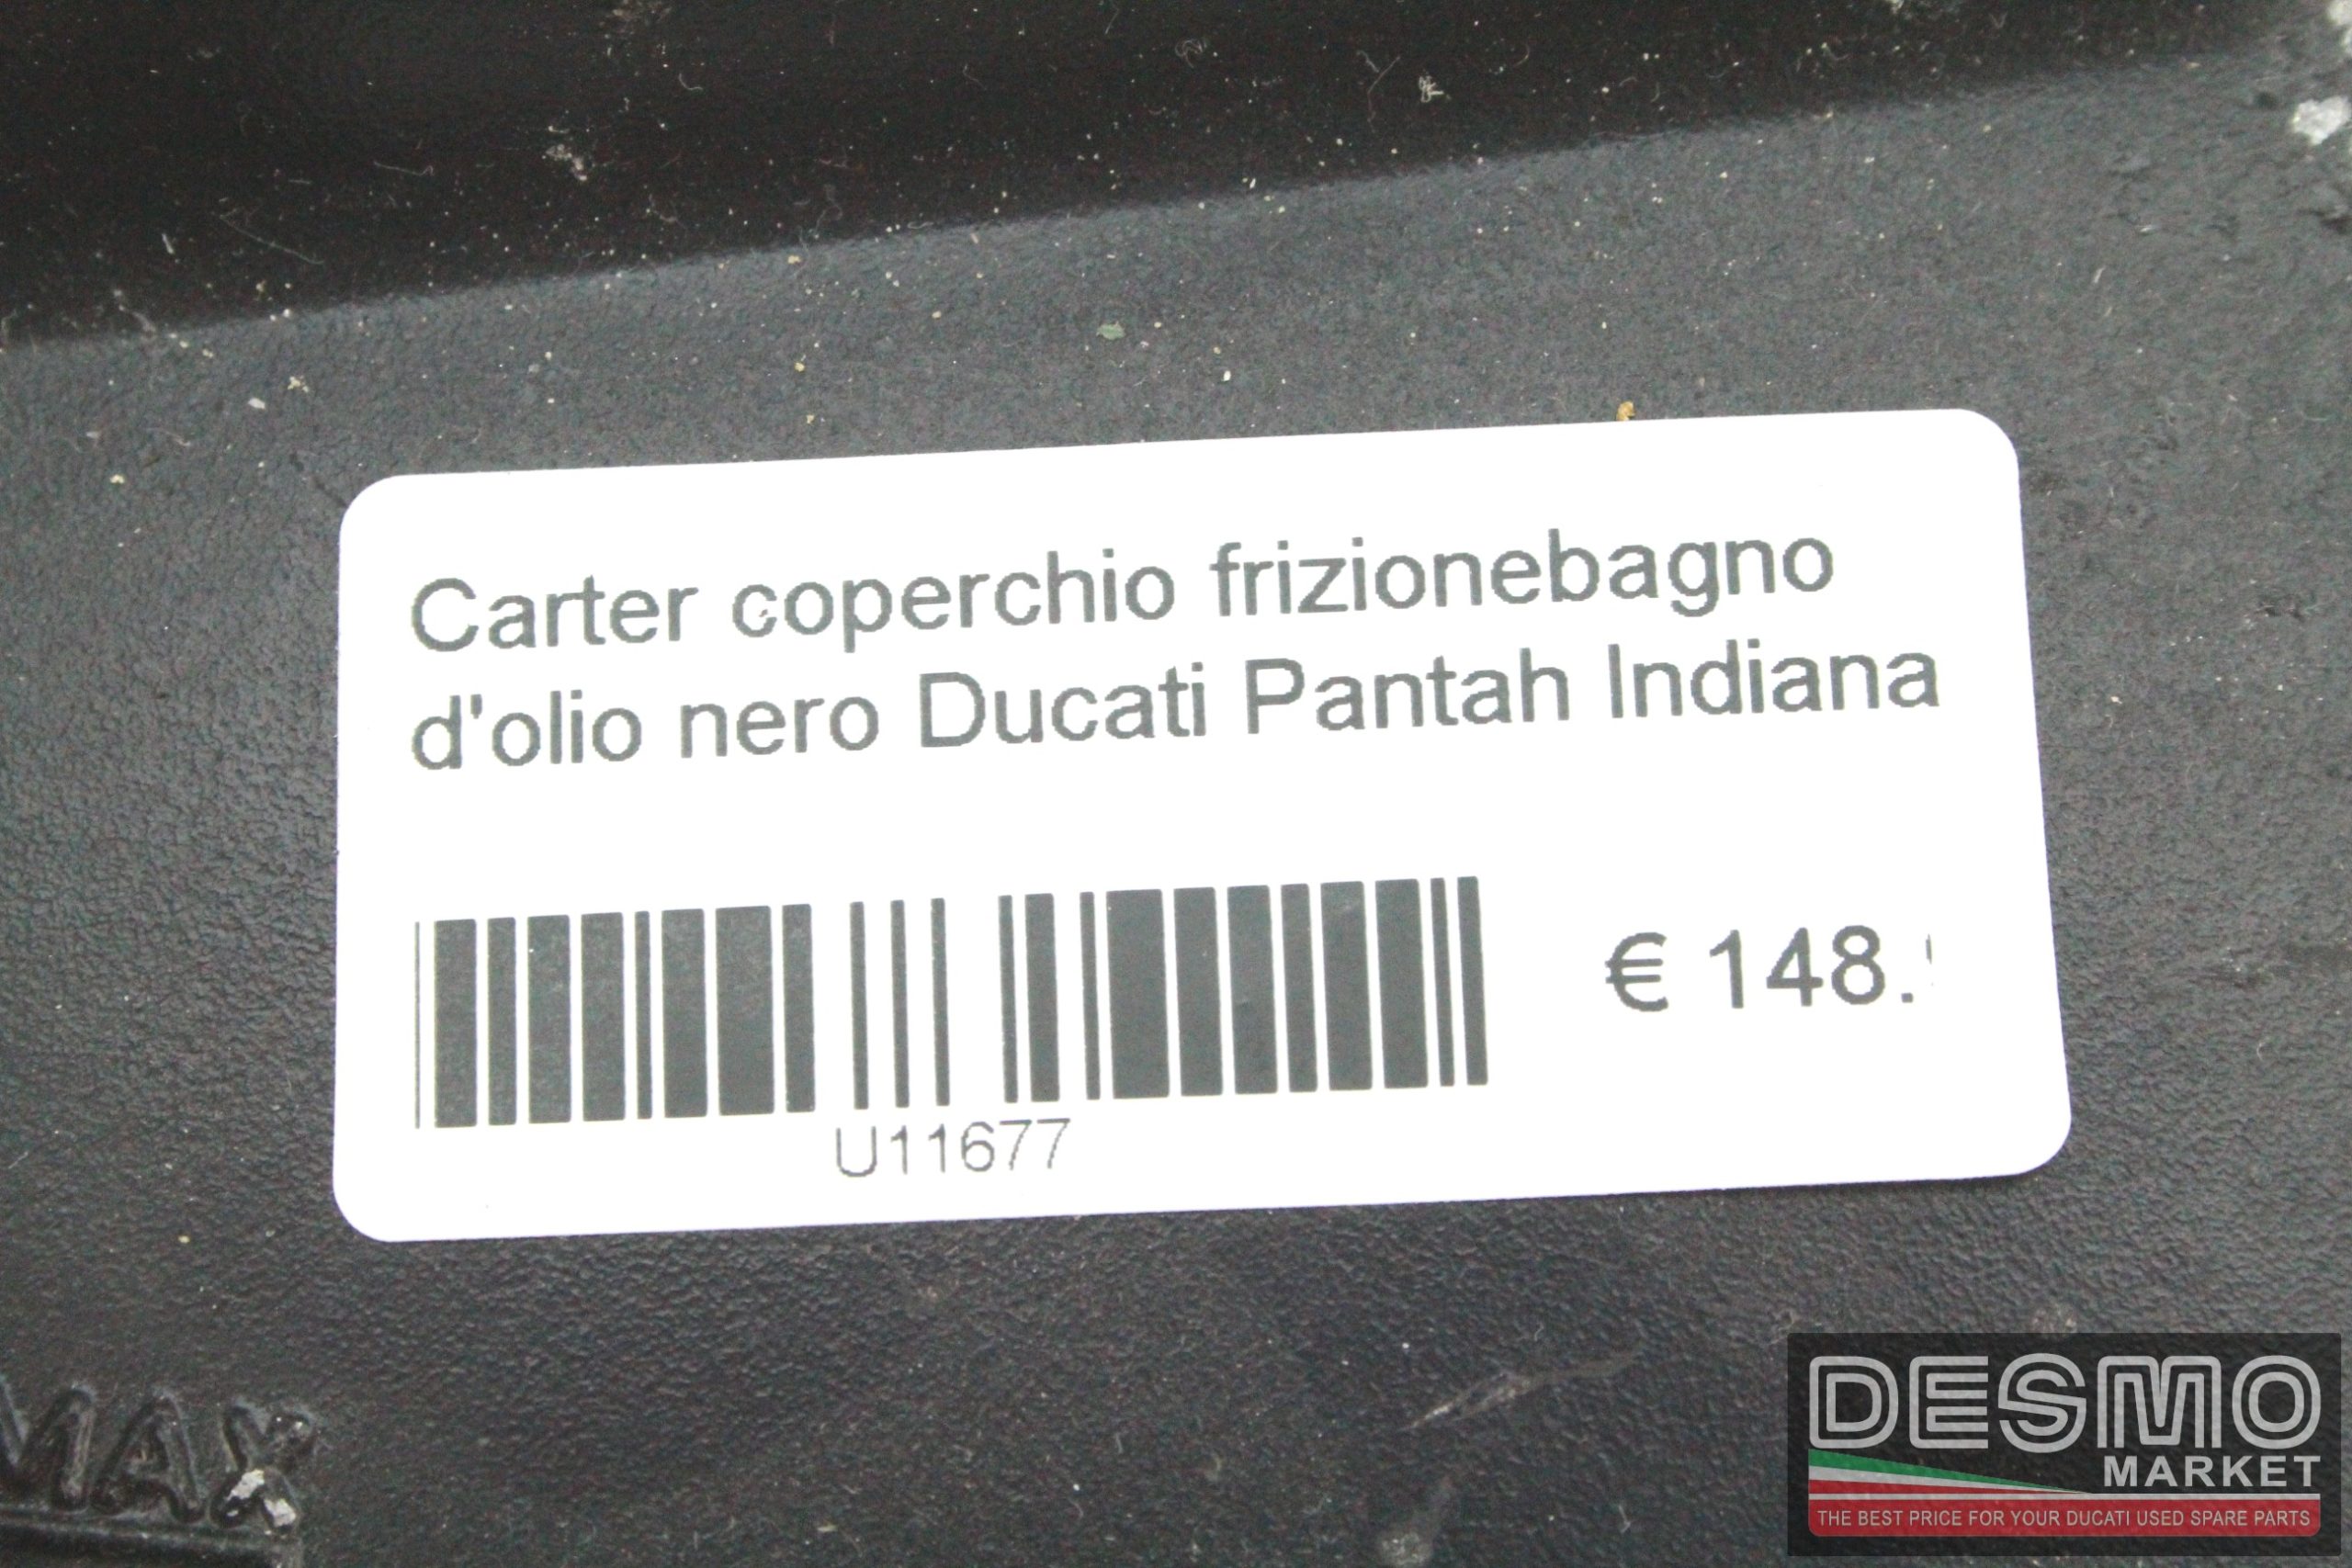 Carter coperchio frizionebagno
d'olio nero Ducati Pantah Indiana
€ 148.
U11677
MAX
DESMO
MARKET
THE BEST PRICE FOR YOUR DUCATI USED SPARE PARTS